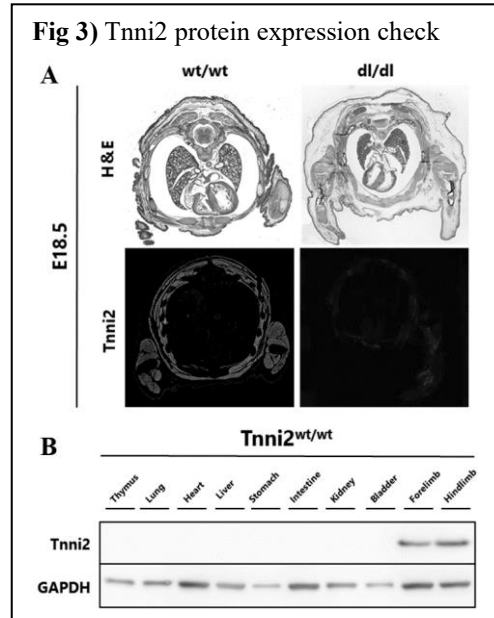 Fig 3) Tnni2 protein expression check
A
wt/wt dl/dl
E18.5
H&E
Tnni2
B
Tnni2wt/wt
Thymus Lung Heart Liver Stomach Intestine Kidney Bladder Forelimb Hindlimb
Tnni2
GAPDH